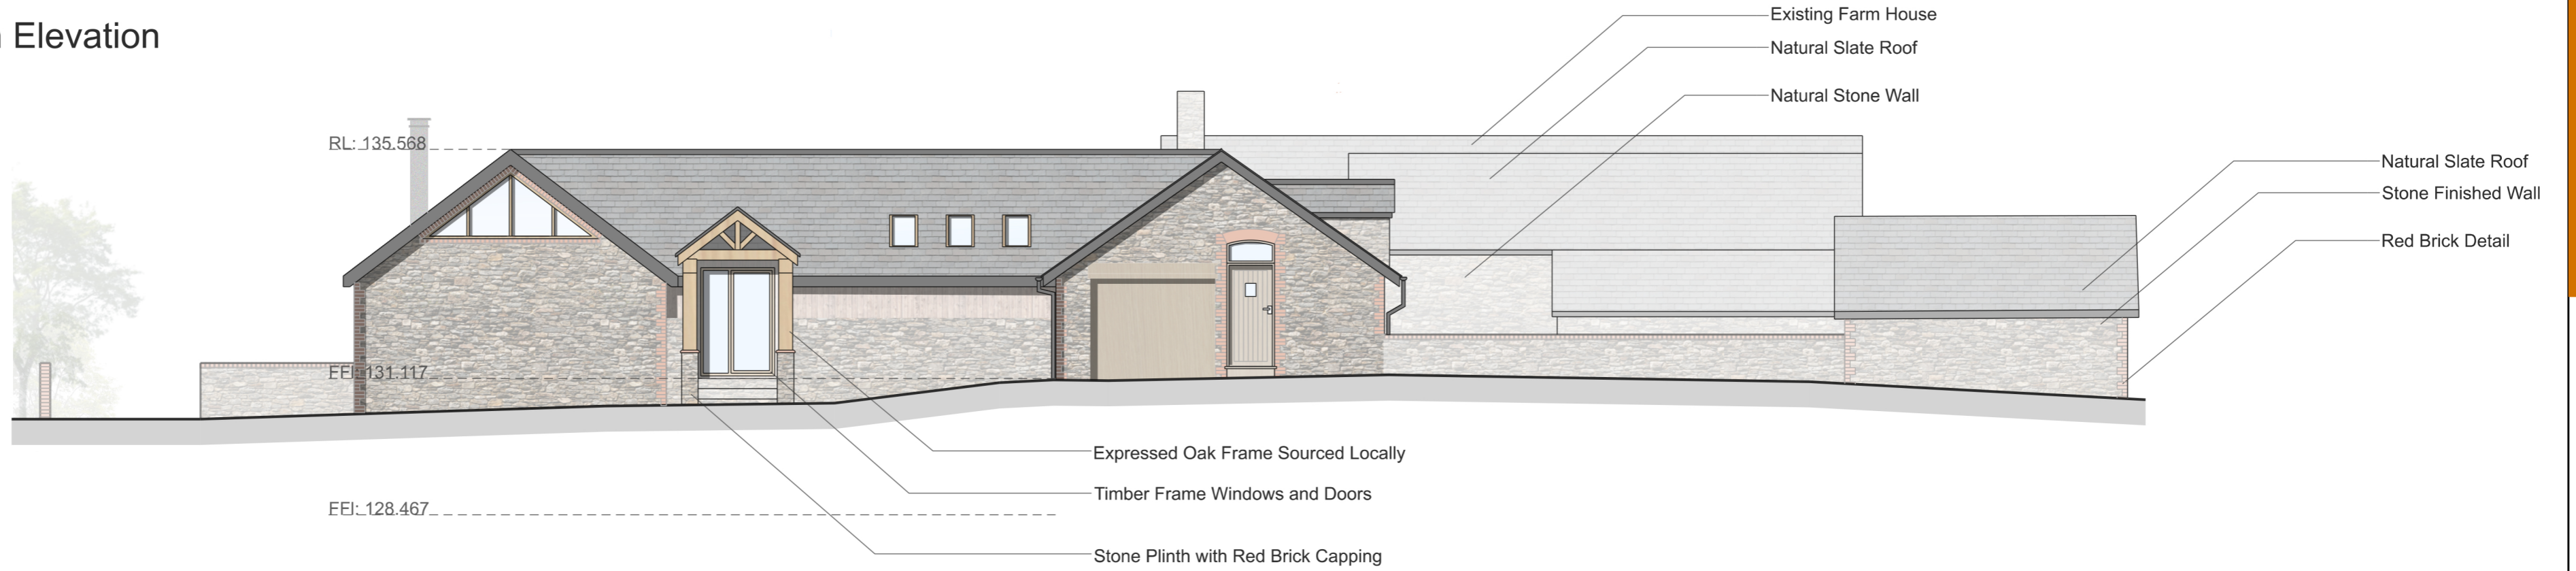 Elevation
Existing Farm House
Natural Slate Roof
Natural Stone Wall
RL: 135.568
Natural Slate Roof
Stone Finished Wall
Red Brick Detail
FFL: 131.117
Expressed Oak Frame Sourced Locally
Timber Frame Windows and Doors
FFL: 128.467
Stone Plinth with Red Brick Capping